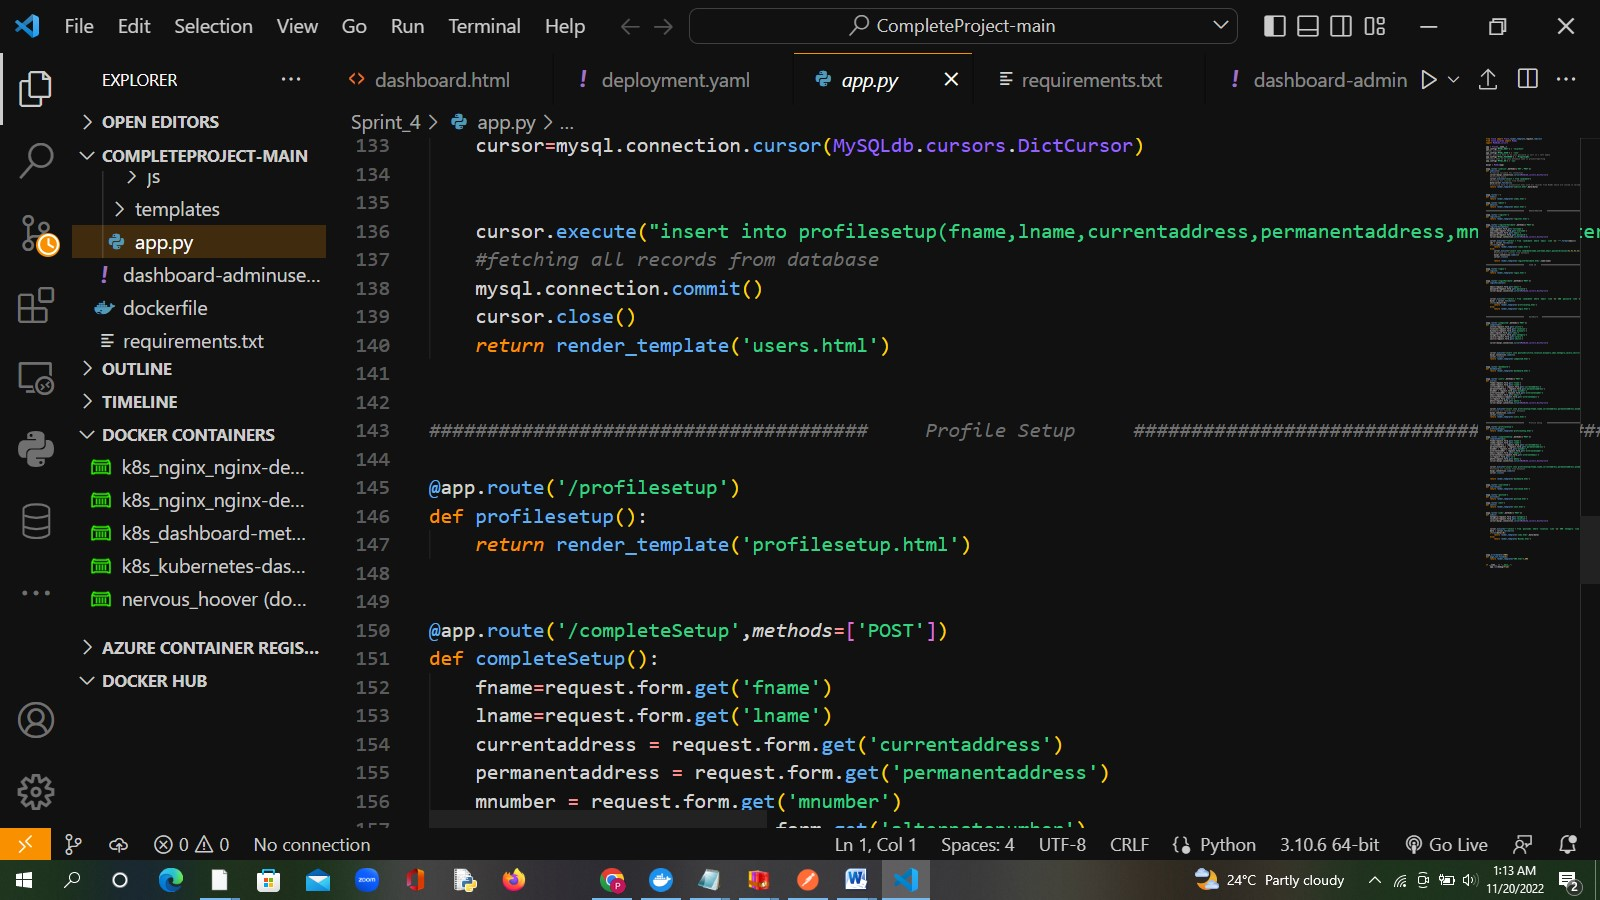 File Edit Selection View Go Run Terminal Help CompleteProject-main
EXPLORER
dashboard.html deployment.yaml app.py requirements.txt dashboard-admin
OPEN EDITORS
COMPLETEPROJECT-MAIN
js
templates
app.py
dashboard-adminuse...
dockerfile
requirements.txt
OUTLINE
TIMELINE
DOCKER CONTAINERS
k8s_nginx_nginx-de...
k8s_nginx_nginx-de...
k8s_dashboard-met...
k8s_kubernetes-das...
nervous_hoover (do...
AZURE CONTAINER REGIS...
DOCKER HUB
Sprint_4 > app.py > ...
133 cursor=mysql.connection.cursor(MySQLdb.cursors.DictCursor)
134
135
136 cursor.execute("insert into profilesetup(fname,lname,currentaddress,permanentaddress,mn
137 #fetching all records from database
138 mysql.connection.commit()
139 cursor.close()
140 return render_template('users.html')
141
142
143 ###################################### Profile Setup ##############################
144
145 @app.route('/profilesetup')
146 def profilesetup():
147 return render_template('profilesetup.html')
148
149
150 @app.route('/completeSetup',methods=['POST'])
151 def completeSetup():
152 fname=request.form.get('fname')
153 lname=request.form.get('lname')
154 currentaddress = request.form.get('currentaddress')
155 permanentaddress = request.form.get('permanentaddress')
156 mnumber = request.form.get('mnumber')
0 0 No connection Ln 1, Col 1 Spaces: 4 UTF-8 CRLF Python 3.10.6 64-bit Go Live
zoom 24°C Partly cloudy 1:13 AM
11/20/2022 2